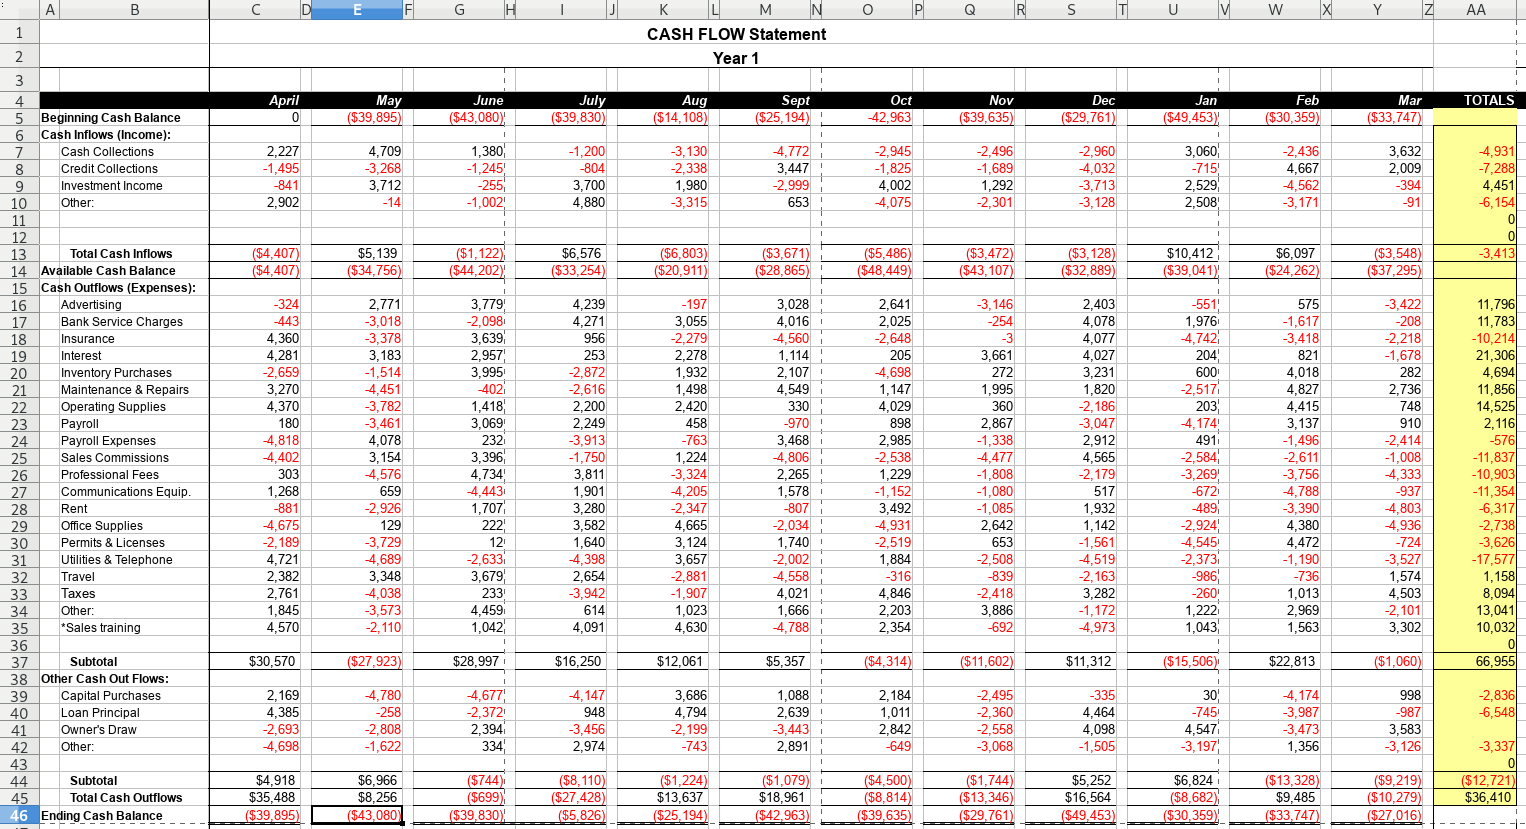 A B C D E F G H I J K L M N O P Q R S T U V W X Y Z AA
1 CASH FLOW Statement
2 Year 1
3
4 April May June July Aug Sept Oct Nov Dec Jan Feb Mar TOTALS
5 Beginning Cash Balance 0 ($39,895) ($43,080) ($39,830) ($14,108) ($25,194) -42,963 ($39,635) ($29,761) ($49,453) ($30,359) ($33,747)
6 Cash Inflows (Income):
7 Cash Collections 2,227 4,709 1,380 -1,200 -3,130 -4,772 -2,945 -2,496 -2,960 3,060 -2,436 3,632 -4,931
8 Credit Collections -1,495 -3,268 -1,245 -804 -2,338 3,447 -1,825 -1,689 -4,032 -715 4,667 2,009 -7,288
9 Investment Income -841 3,712 -255 3,700 1,980 -2,999 4,002 1,292 -3,713 2,529 -4,562 -394 4,451
10 Other: 2,902 -14 -1,002 4,880 -3,315 653 -4,075 -2,301 -3,128 2,508 -3,171 -91 -6,154
11 0
12 0
13 Total Cash Inflows ($4,407) $5,139 ($1,122) $6,576 ($6,803) ($3,671) ($5,486) ($3,472) ($3,128) $10,412 $6,097 ($3,548) -3,413
14 Available Cash Balance ($4,407) ($34,756) ($44,202) ($33,254) ($20,911) ($28,865) ($48,449) ($43,107) ($32,889) ($39,041) ($24,262) ($37,295)
15 Cash Outflows (Expenses):
16 Advertising -324 2,771 3,779 4,239 -197 3,028 2,641 -3,146 2,403 -551 575 -3,422 11,796
17 Bank Service Charges -443 -3,018 -2,098 4,271 3,055 4,016 2,025 -254 4,078 1,976 -1,617 -208 11,783
18 Insurance 4,360 -3,378 3,639 956 -2,279 -4,560 -2,648 -3 4,077 -4,742 -3,418 -2,218 -10,214
19 Interest 4,281 3,183 2,957 253 2,278 1,114 205 3,661 4,027 204 821 -1,678 21,306
20 Inventory Purchases -2,659 -1,514 3,995 -2,872 1,932 2,107 -4,698 272 3,231 600 4,018 282 4,694
21 Maintenance & Repairs 3,270 -4,451 -402 -2,616 1,498 4,549 1,147 1,995 1,820 -2,517 4,827 2,736 11,856
22 Operating Supplies 4,370 -3,782 1,418 2,200 2,420 330 4,029 360 -2,186 203 4,415 748 14,525
23 Payroll 180 -3,461 3,069 2,249 458 -970 898 2,867 -3,047 -4,174 3,137 910 2,116
24 Payroll Expenses -4,818 4,078 232 -3,913 -763 3,468 2,985 -1,338 2,912 491 -1,496 -2,414 -576
25 Sales Commissions -4,402 3,154 3,396 -1,750 1,224 -4,806 -2,538 -4,477 4,565 -2,584 -2,611 -1,008 -11,837
26 Professional Fees 303 -4,576 4,734 3,811 -3,324 2,265 1,229 -1,808 -2,179 -3,269 -3,756 -4,333 -10,903
27 Communications Equip. 1,268 659 -4,443 1,901 -4,205 1,578 -1,152 -1,080 517 -672 -4,788 -937 -11,354
28 Rent -881 -2,926 1,707 3,280 -2,347 -807 3,492 -1,085 1,932 -489 -3,390 -4,803 -6,317
29 Office Supplies -4,675 129 222 3,582 4,665 -2,034 -4,931 2,642 1,142 -2,924 4,380 -4,936 -2,738
30 Permits & Licenses -2,189 -3,729 12 1,640 3,124 1,740 -2,519 653 -1,561 -4,545 4,472 -724 -3,626
31 Utilities & Telephone 4,721 -4,689 -2,633 -4,398 3,657 -2,002 1,884 -2,508 -4,519 -2,373 -1,190 -3,527 -17,577
32 Travel 2,382 3,348 3,679 2,654 -2,881 -4,558 -316 -839 -2,163 -986 -736 1,574 1,158
33 Taxes 2,761 -4,038 233 -3,942 -1,907 4,021 4,846 -2,418 3,282 -260 1,013 4,503 8,094
34 Other: 1,845 -3,573 4,459 614 1,023 1,666 2,203 3,886 -1,172 1,222 2,969 -2,101 13,041
35 *Sales training 4,570 -2,110 1,042 4,091 4,630 -4,788 2,354 -692 -4,973 1,043 1,563 3,302 10,032
36 0
37 Subtotal $30,570 ($27,923) $28,997 $16,250 $12,061 $5,357 ($4,314) ($11,602) $11,312 ($15,506) $22,813 ($1,060) 66,955
38 Other Cash Out Flows:
39 Capital Purchases 2,169 -4,780 -4,677 -4,147 3,686 1,088 2,184 -2,495 -335 30 -4,174 998 -2,836
40 Loan Principal 4,385 -258 -2,372 948 4,794 2,639 1,011 -2,360 4,464 -745 -3,987 -987 -6,548
41 Owner's Draw -2,693 -2,808 2,394 -3,456 -2,199 -3,443 2,842 -2,558 4,098 4,547 -3,473 3,583
42 Other: -4,698 -1,622 334 2,974 -743 2,891 -649 -3,068 -1,505 -3,197 1,356 -3,126 -3,337
43 0
44 Subtotal $4,918 $6,966 ($744) ($8,110) ($1,224) ($1,079) ($4,500) ($1,744) $5,252 $6,824 ($13,328) ($9,219) ($12,721)
45 Total Cash Outflows $35,488 $8,256 ($699) ($27,428) $13,637 $18,961 ($8,814) ($13,346) $16,564 ($8,682) $9,485 ($10,279) $36,410
46 Ending Cash Balance ($39,895) ($43,080) ($39,830) ($5,826) ($25,194) ($42,963) ($39,635) ($29,761) ($49,453) ($30,359) ($33,747) ($27,016)